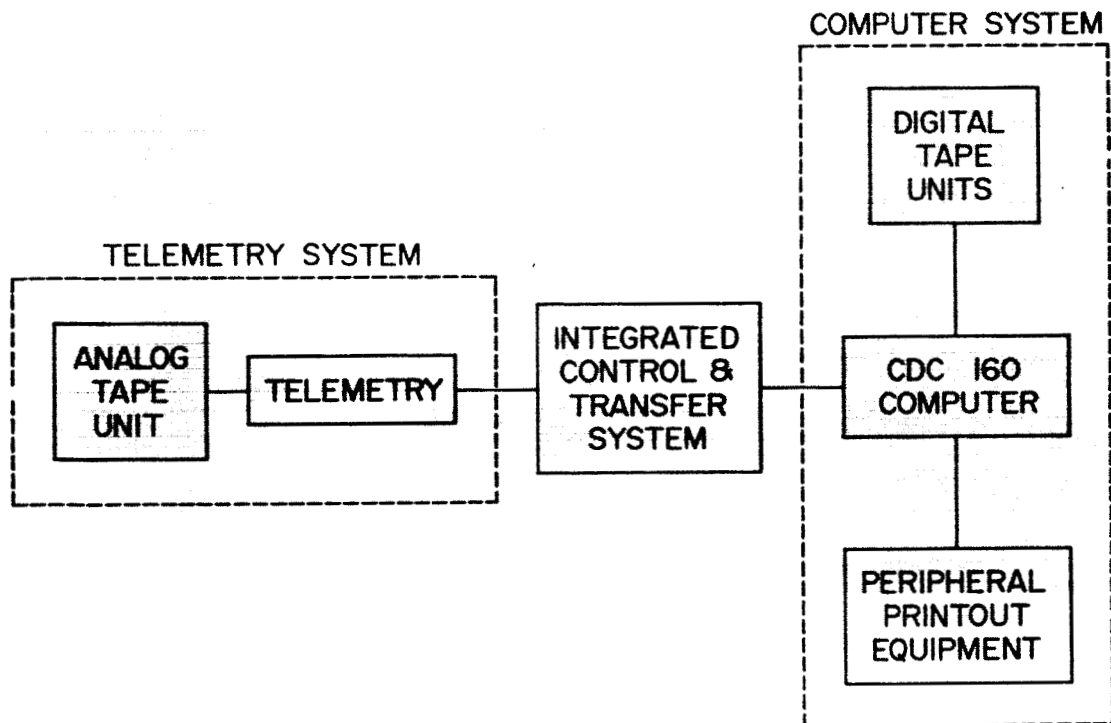 COMPUTER SYSTEM
DIGITAL
TAPE
UNITS
TELEMETRY SYSTEM
ANALOG
TAPE
UNIT
TELEMETRY
INTEGRATED
CONTROL &
TRANSFER
SYSTEM
CDC 160
COMPUTER
PERIPHERAL
PRINTOUT
EQUIPMENT